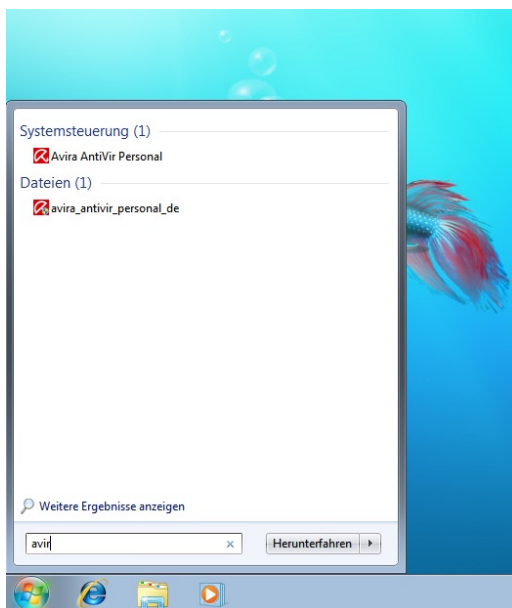 Systemsteuerung (1)
Avira AntiVir Personal
Dateien (1)
avira_antivir_personal_de
Weitere Ergebnisse anzeigen
avir
Herunterfahren